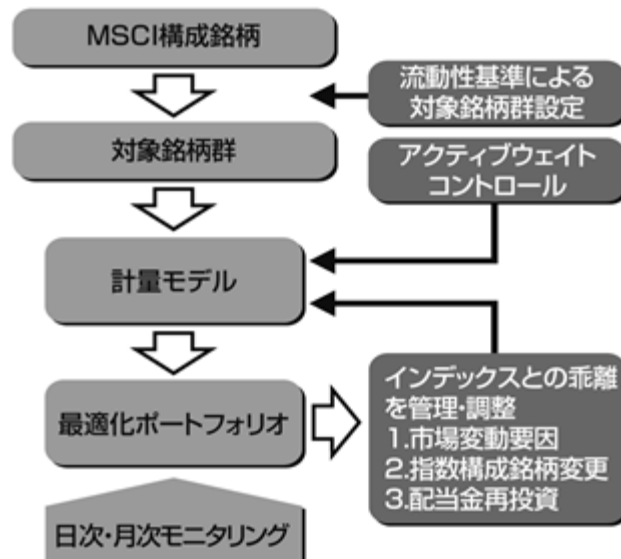 MSCI構成銘柄
流動性基準による
対象銘柄群設定
対象銘柄群
アクティブウェイト
コントロール
計量モデル
最適化ポートフォリオ
インデックスとの乖離
を管理・調整
1.市場変動要因
2.指数構成銘柄変更
3.配当金再投資
日次・月次モニタリング